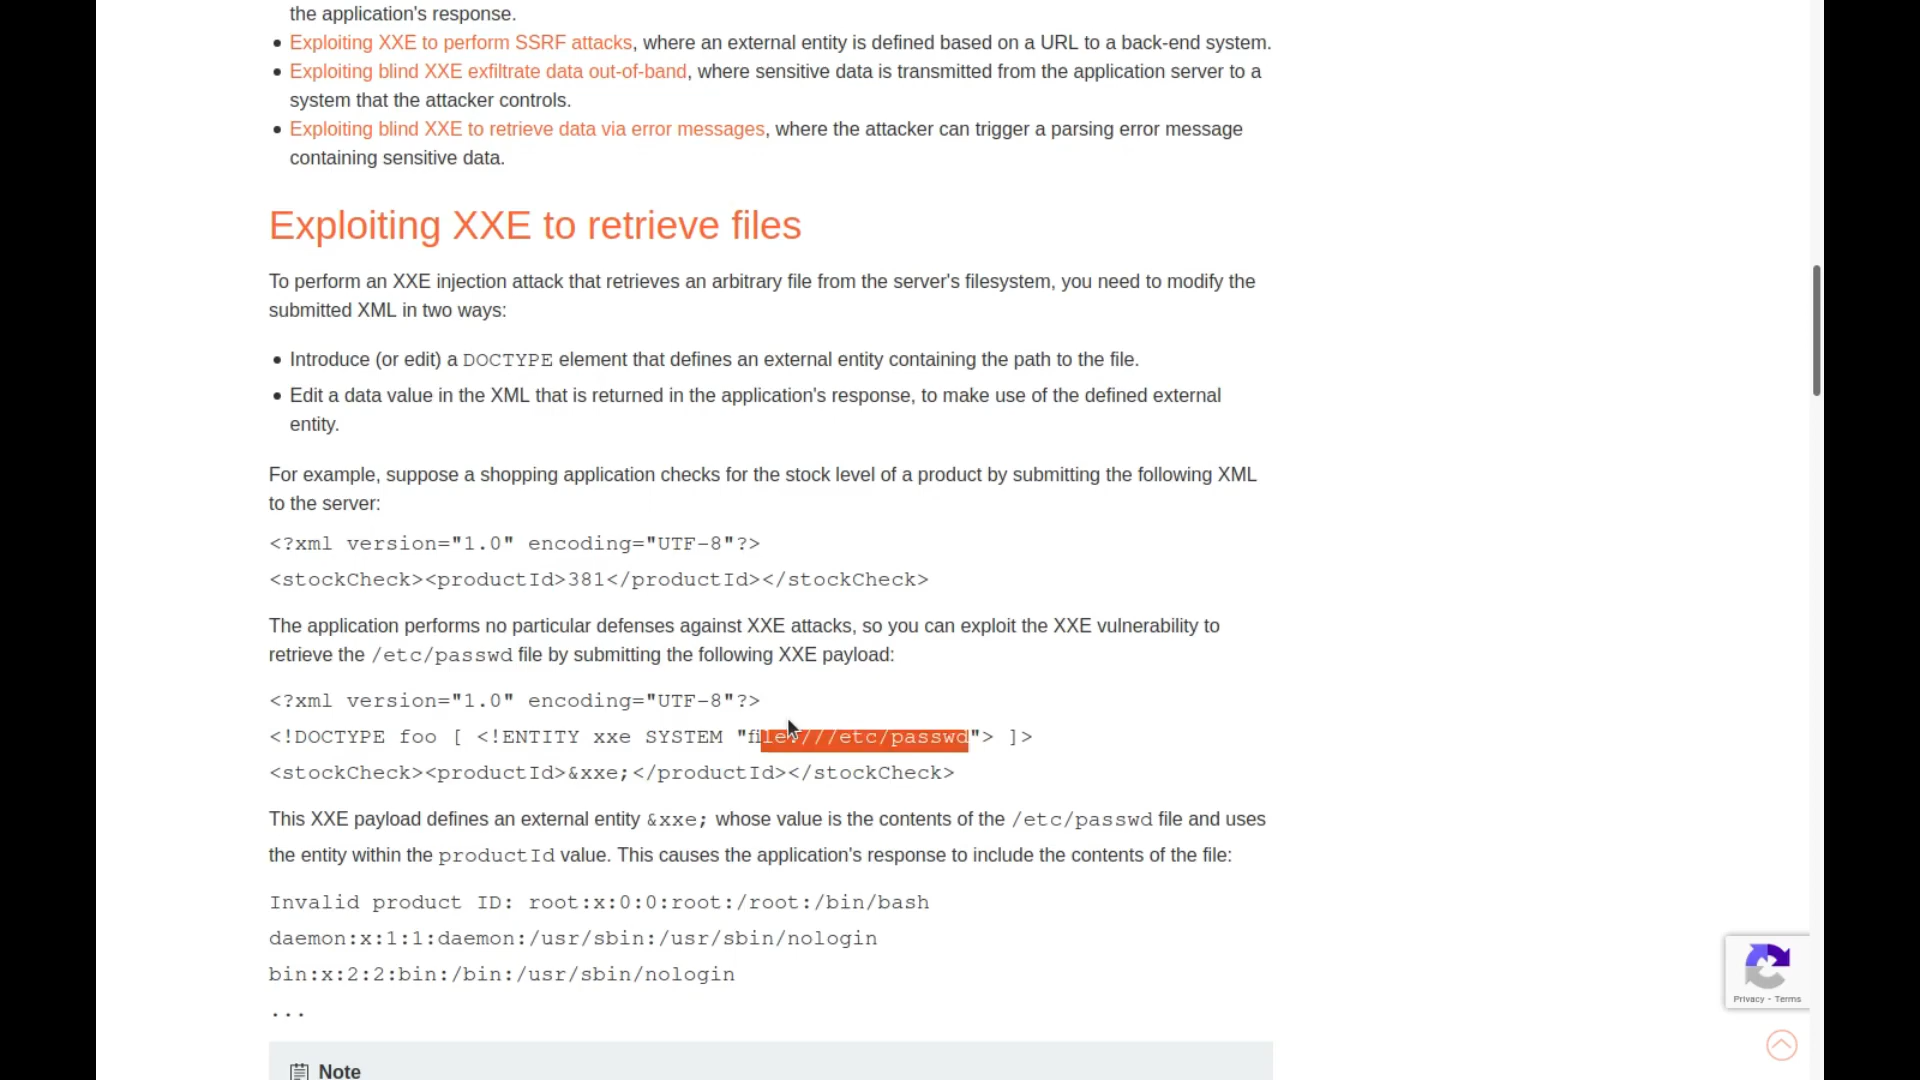 the application's response.
Exploiting XXE to perform SSRF attacks, where an external entity is defined based on a URL to a back-end system.
Exploiting blind XXE exfiltrate data out-of-band, where sensitive data is transmitted from the application server to a
system that the attacker controls.
Exploiting blind XXE to retrieve data via error messages, where the attacker can trigger a parsing error message
containing sensitive data.
Exploiting XXE to retrieve files
To perform an XXE injection attack that retrieves an arbitrary file from the server's filesystem, you need to modify the
submitted XML in two ways:
Introduce (or edit) a DOCTYPE element that defines an external entity containing the path to the file.
Edit a data value in the XML that is returned in the application's response, to make use of the defined external
entity.
For example, suppose a shopping application checks for the stock level of a product by submitting the following XML
to the server:
<?xml version="1.0" encoding="UTF-8"?>
<stockCheck><productId>381</productId></stockCheck>
The application performs no particular defenses against XXE attacks, so you can exploit the XXE vulnerability to
retrieve the /etc/passwd file by submitting the following XXE payload:
<?xml version="1.0" encoding="UTF-8"?>
<!DOCTYPE foo [ <!ENTITY xxe SYSTEM "file:///etc/passwd"> ]>
<stockCheck><productId>&xxe;</productId></stockCheck>
This XXE payload defines an external entity &xxe; whose value is the contents of the /etc/passwd file and uses
the entity within the productId value. This causes the application's response to include the contents of the file:
Invalid product ID: root:x:0:0:root:/root:/bin/bash
daemon:x:1:1:daemon:/usr/sbin:/usr/sbin/nologin
bin:x:2:2:bin:/bin:/usr/sbin/nologin
...
Privacy - Terms
Note